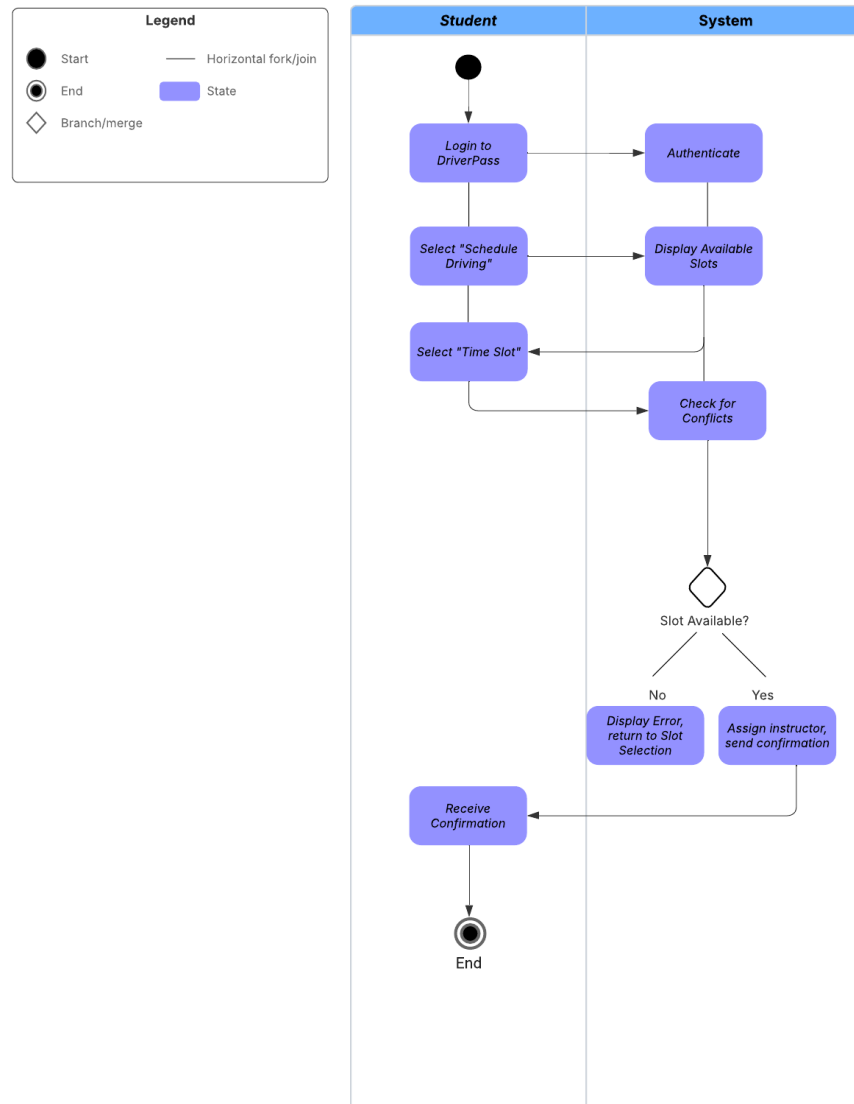 Legend
Start
Horizontal fork/join
End
State
Branch/merge
Student
System
Login to
DriverPass
Authenticate
Select "Schedule
Driving"
Display Available
Slots
Select "Time Slot"
Check for
Conflicts
Slot Available?
No
Yes
Display Error,
return to Slot
Selection
Assign instructor,
send confirmation
Receive
Confirmation
End